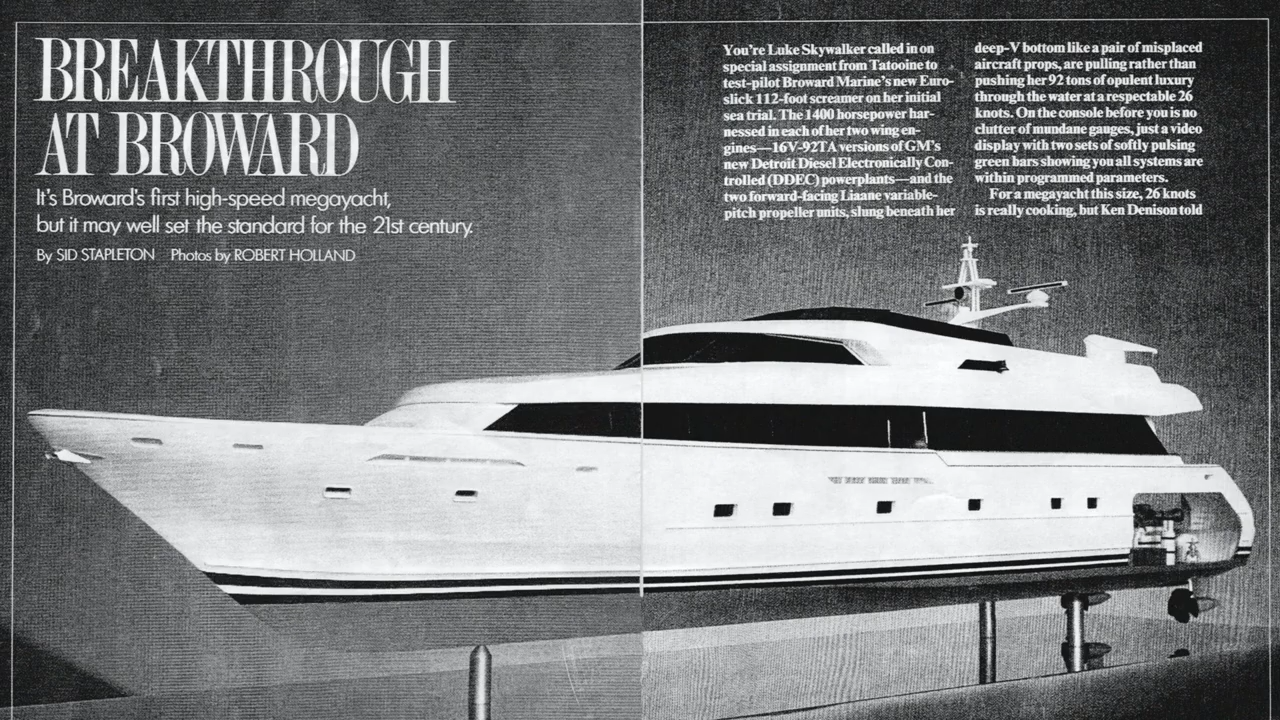 BREAKTHROUGH
AT BROWARD
It's Broward's first high-speed megayacht,
but it may well set the standard for the 21st century.
By SID STAPLETON Photos by ROBERT HOLLAND
You're Luke Skywalker called in on
special assignment from Tatooine to
test-pilot Broward Marine's new Euro-
slick 112-foot screamer on her initial
sea trial. The 1400 horsepower har-
nessed in each of her two wing en-
gines—16V-92TA versions of GM's
new Detroit Diesel Electronically Con-
trolled (DDEC) powerplants—and the
two forward-facing Liaane variable-
pitch propeller units, slung beneath her
deep-V bottom like a pair of misplaced
aircraft props, are pulling rather than
pushing her 92 tons of opulent luxury
through the water at a respectable 26
knots. On the console before you is no
clutter of mundane gauges, just a video
display with two sets of softly pulsing
green bars showing you all systems are
within programmed parameters.
For a megayacht this size, 26 knots
is really cooking, but Ken Denison told